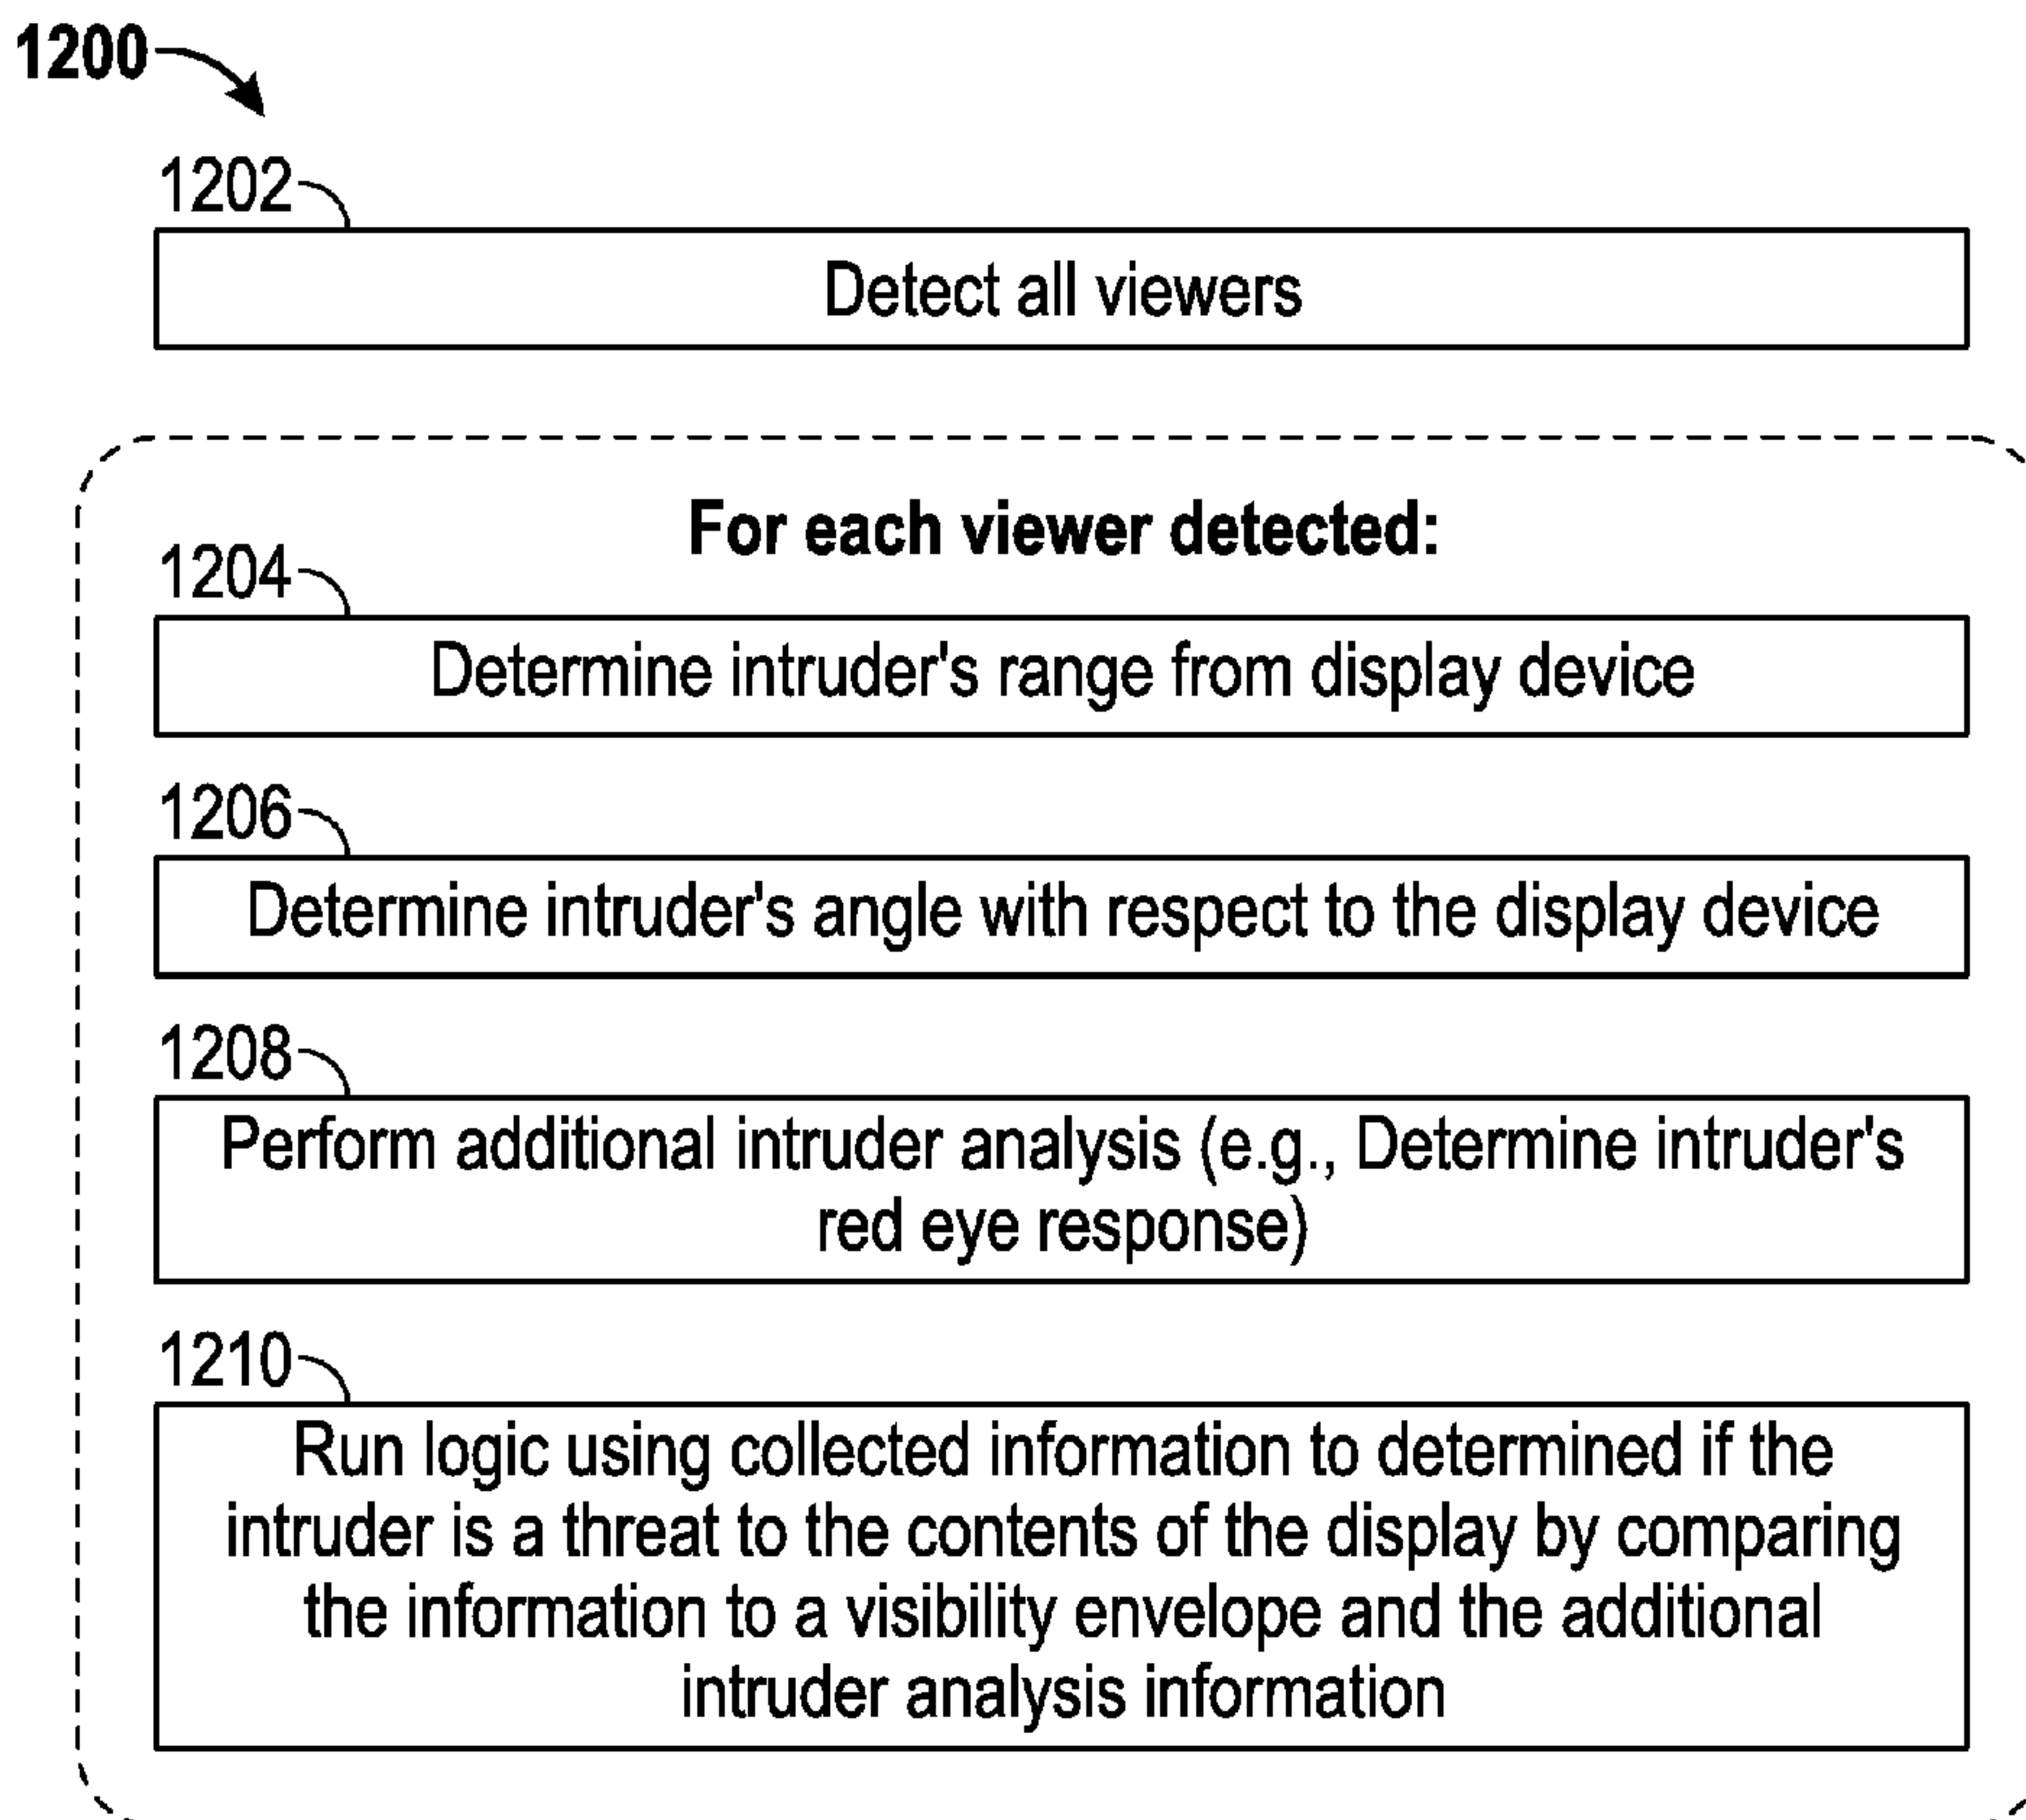 1200
1202
Detect all viewers
For each viewer detected:
1204
Determine intruder's range from display device
1206
Determine intruder's angle with respect to the display device
1208
Perform additional intruder analysis (e.g., Determine intruder's
red eye response)
1210
Run logic using collected information to determined if the
intruder is a threat to the contents of the display by comparing
the information to a visibility envelope and the additional
intruder analysis information